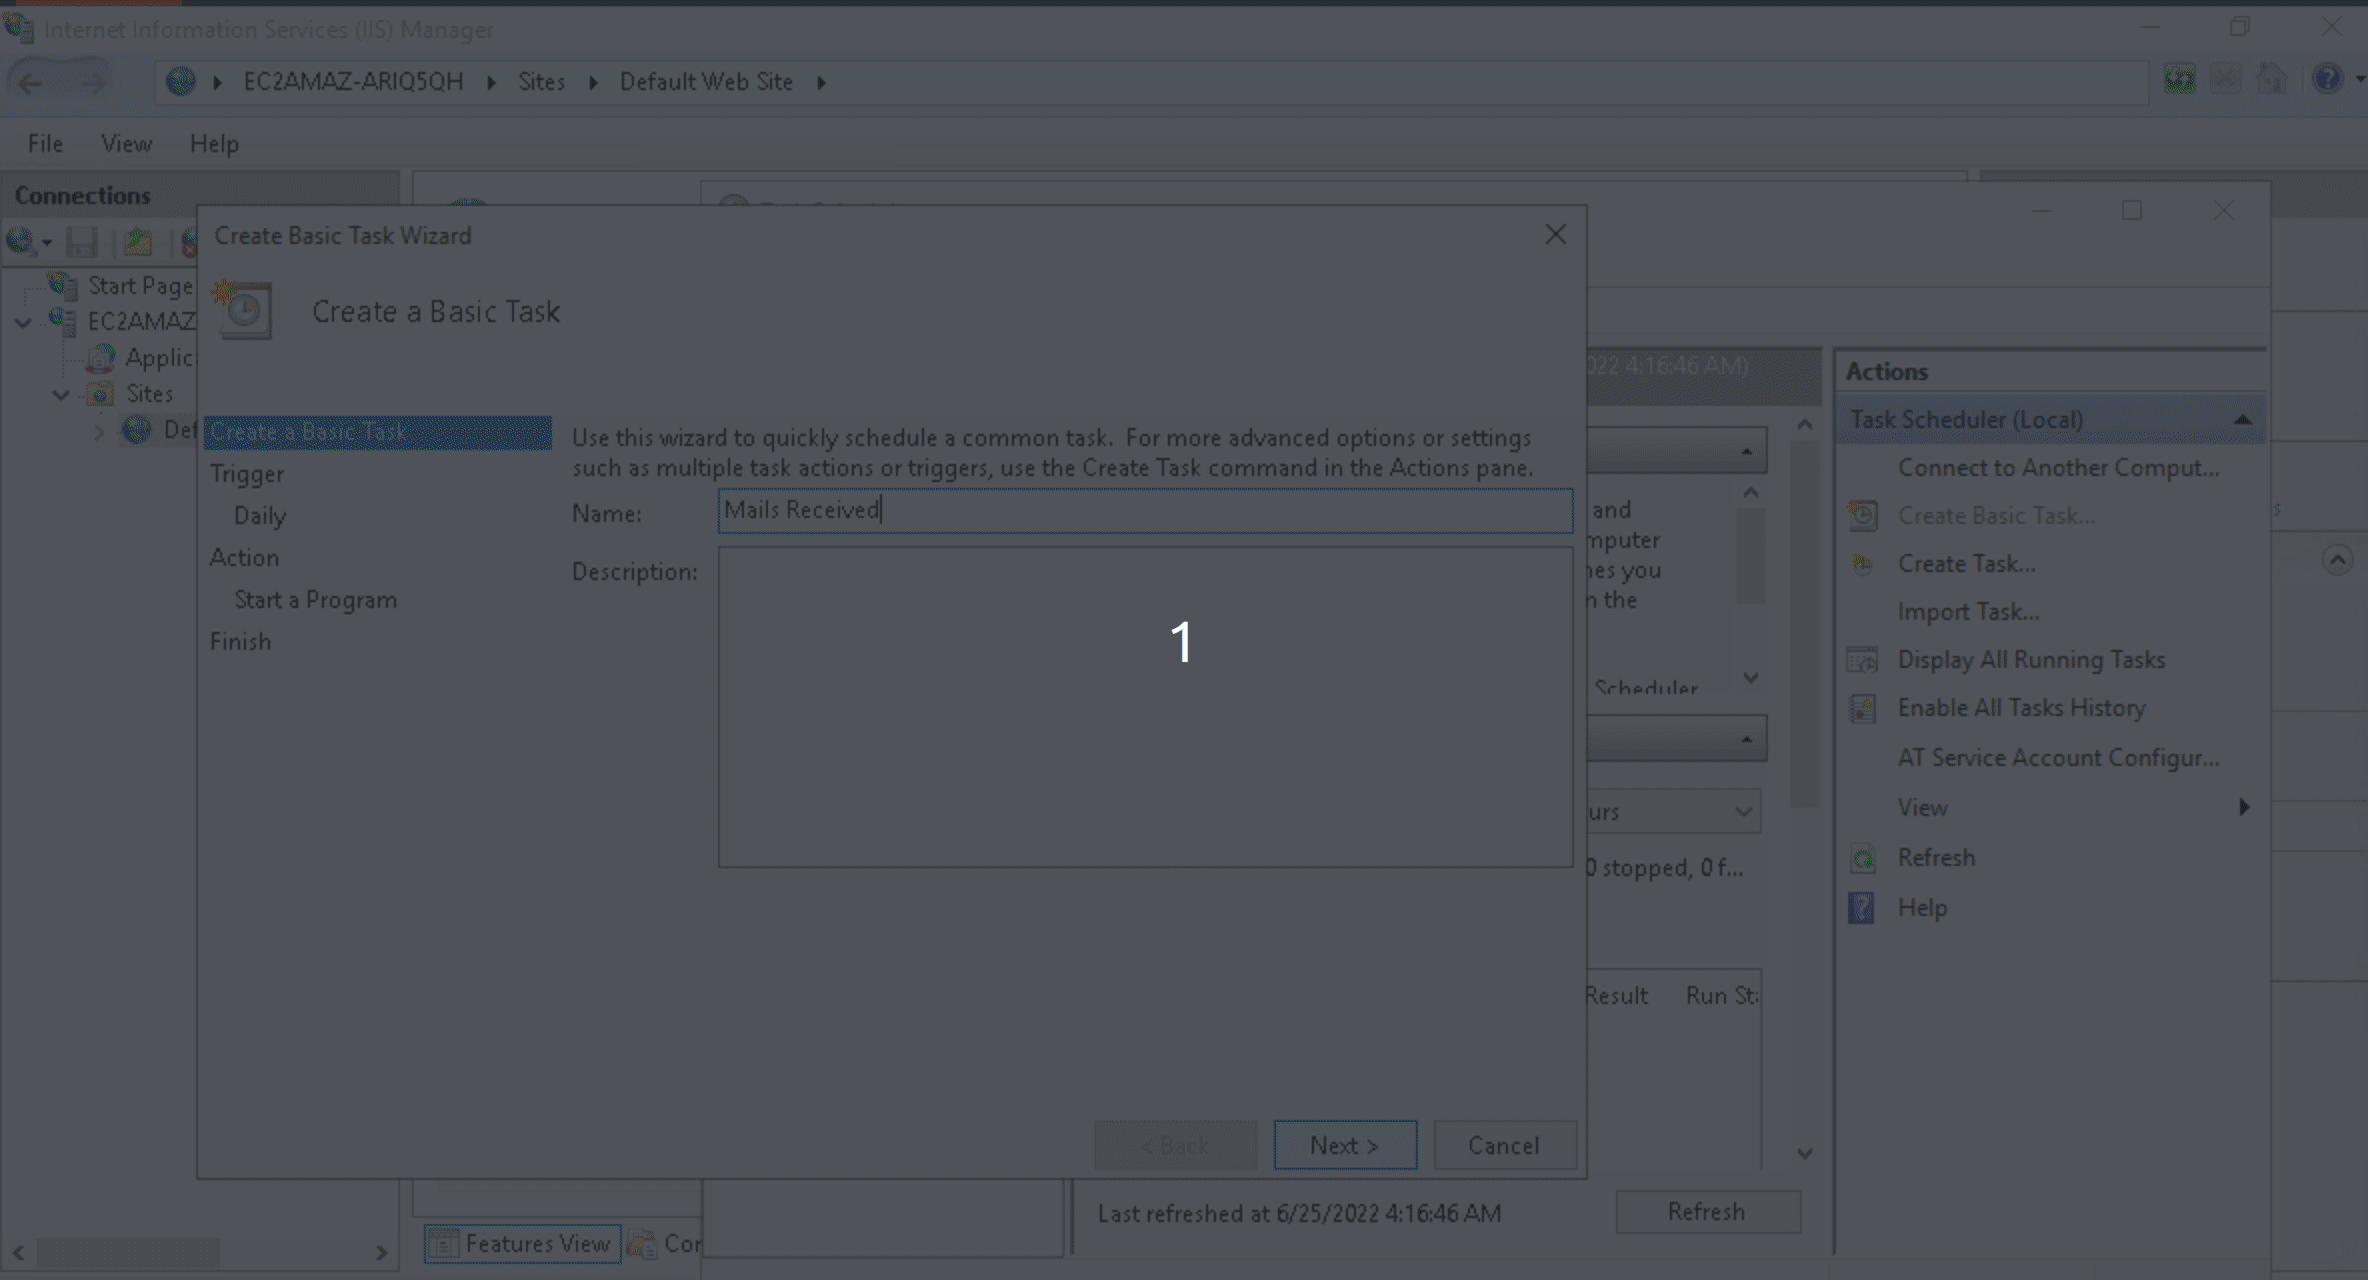 Internet Information Services (IIS) Manager
EC2AMAZ-ARIQ5QH Sites Default Web Site
File View Help
Connections
Start Page
EC2AMAZ
Applic
Sites
Def
Create Basic Task Wizard
Create a Basic Task
Create a Basic Task
Trigger
Daily
Action
Start a Program
Finish
Use this wizard to quickly schedule a common task. For more advanced options or settings
such as multiple task actions or triggers, use the Create Task command in the Actions pane.
Name: Mails Received
Description:
1
< Back Next > Cancel
022 4:16:46 AM)
and
mputer
nes you
n the
Scheduler
urs
0 stopped, 0 f...
Result Run St
Last refreshed at 6/25/2022 4:16:46 AM Refresh
Actions
Task Scheduler (Local)
Connect to Another Comput...
Create Basic Task...
Create Task...
Import Task...
Display All Running Tasks
Enable All Tasks History
AT Service Account Configur...
View
Refresh
Help
Features View Cor